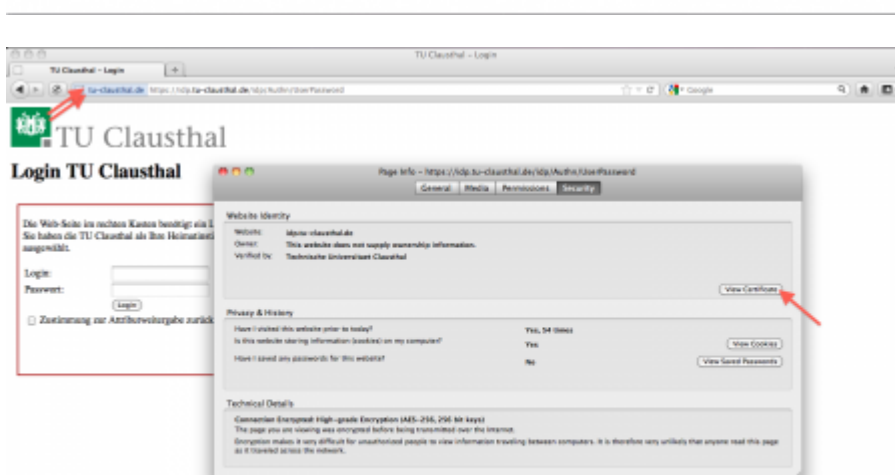 TU Clausthal – Login
TU Clausthal – Login
tu-clausthal.de https://idp.tu-clausthal.de/idp/Authn/UserPassword
Google
TU Clausthal
Login TU Clausthal
Die Web-Seite im rechten Kasten benötigt ein L
Sie haben die TU Clausthal als Ihre Heimatinsti
ausgewählt.
Login:
Passwort:
Login
Zustimmung zur Attributweitergabe zurück
Page Info – https://idp.tu-clausthal.de/idp/Authn/UserPassword
General Media Permissions Security
Website Identity
Website: idp.tu-clausthal.de
Owner: This website does not supply ownership information.
Verified by: Technische Universitaet Clausthal
View Certificate
Privacy & History
Have I visited this website prior to today? Yes, 54 times
Is this website storing information (cookies) on my computer? Yes View Cookies
Have I saved any passwords for this website? No View Saved Passwords
Technical Details
Connection Encrypted: High-grade Encryption (AES-256, 256 bit keys)
The page you are viewing was encrypted before being transmitted over the Internet.
Encryption makes it very difficult for unauthorized people to view information traveling between computers. It is therefore very unlikely that anyone read this page
as it traveled across the network.